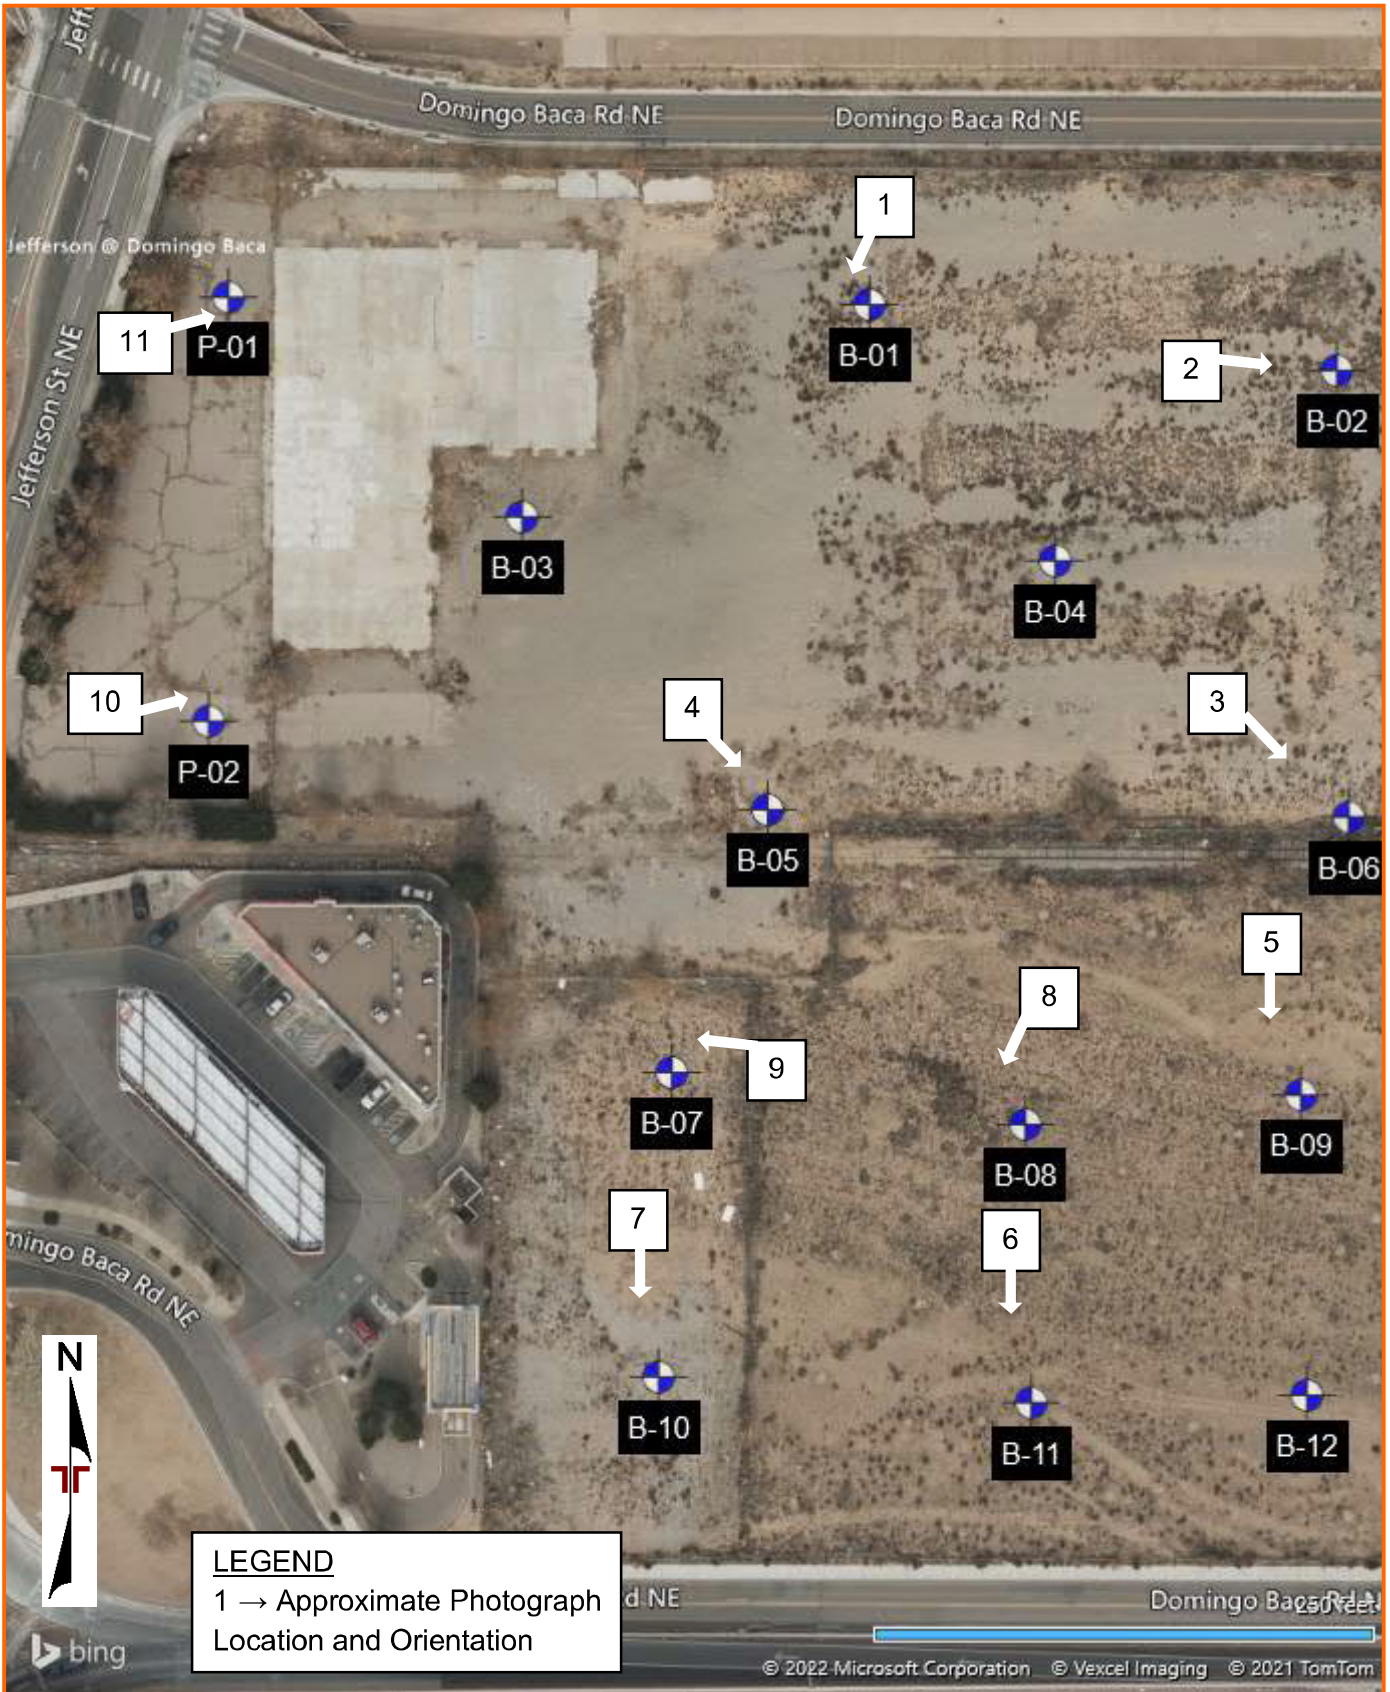 Jeff
Domingo Baca Rd NE
Domingo Baca Rd NE
1
Jefferson @ Domingo Baca
11
P-01
B-01
2
B-02
Jefferson St NE
B-03
B-04
10
4
3
P-02
B-05
B-06
5
8
9
B-07
B-08
B-09
7
6
mingo Baca Rd NE
N
B-10
B-11
B-12
LEGEND
1 → Approximate Photograph
Location and Orientation
d NE
Domingo Baca Rd N
250 feet
bing
© 2022 Microsoft Corporation © Vexcel Imaging © 2021 TomTom